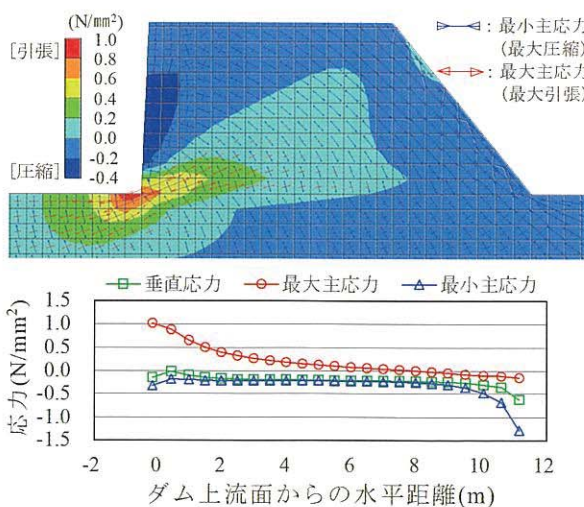 (N/mm²)
[引張]
1.0
0.8
0.6
0.4
0.2
0.0
-0.2
[圧縮]
-0.4
:最小主応力
(最大圧縮)
:最大主応力
(最大引張)
垂直応力 最大主応力 最小主応力
応力(N/mm²)
1.5
1.0
0.5
0.0
-0.5
-1.0
-1.5
-2 0 2 4 6 8 10 12
ダム上流面からの水平距離(m)